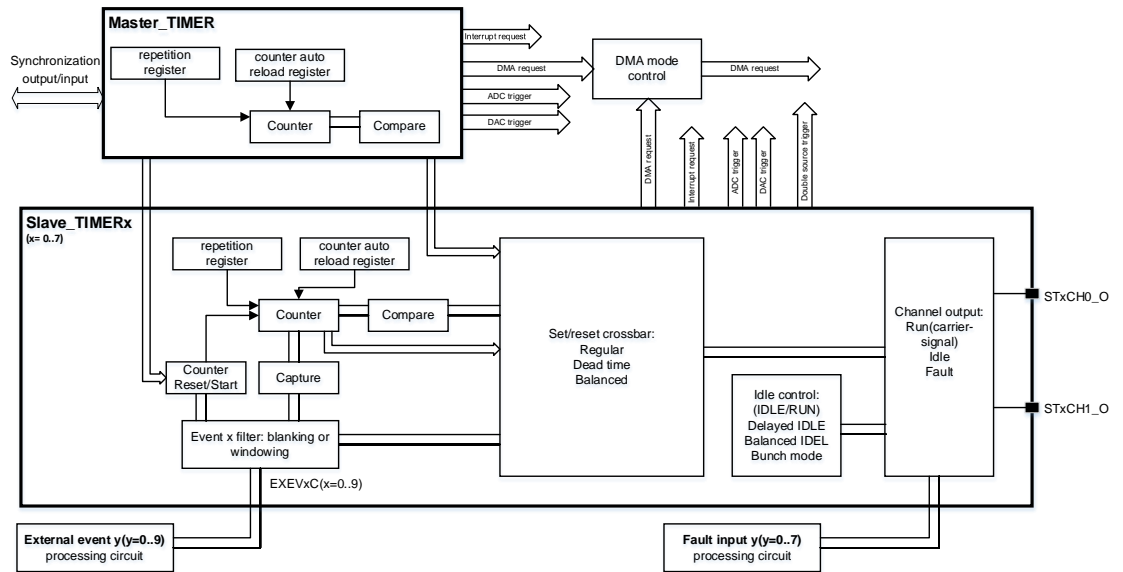 Master_TIMER
Synchronization
output/input
repetition
register
counter auto
reload register
Counter
Compare
Interrupt request
DMA request
ADC trigger
DAC trigger
DMA mode
control
DMA request
DMA request
Interrupt request
ADC trigger
DAC trigger
Double source trigger
Slave_TIMERx
(x= 0..7)
repetition
register
counter auto
reload register
Counter
Compare
Counter
Reset/Start
Capture
Event x filter: blanking or
windowing
EXEVxC(x=0..9)
Set/reset crossbar:
Regular
Dead time
Balanced
Idle control:
(IDLE/RUN)
Delayed IDLE
Balanced IDEL
Bunch mode
Channel output:
Run(carrier-
signal)
Idle
Fault
STxCH0_O
STxCH1_O
External event y(y=0..9)
processing circuit
Fault input y(y=0..7)
processing circuit